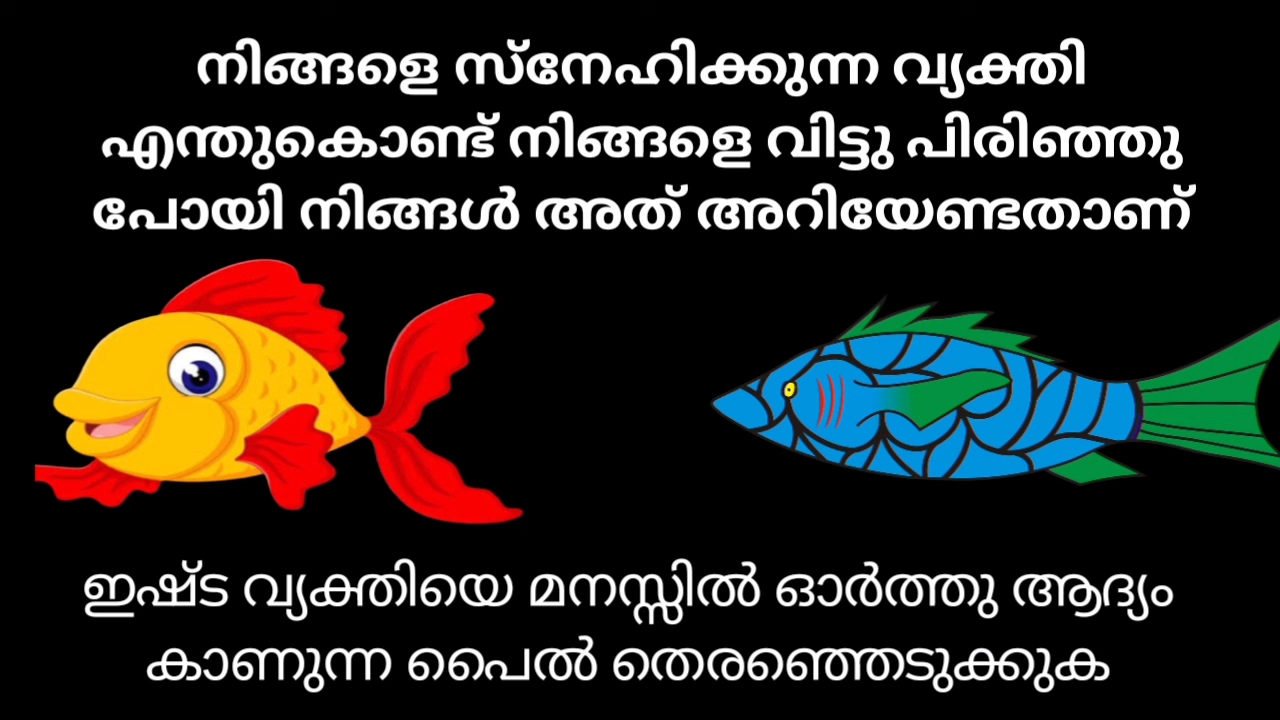 നിങ്ങളെ സ്നേഹിക്കുന്ന വ്യക്തി
എന്തുകൊണ്ട് നിങ്ങളെ വിട്ടു പിരിഞ്ഞു
പോയി നിങ്ങൾ അത് അറിയേണ്ടതാണ്
ഇഷ്ട വ്യക്തിയെ മനസ്സിൽ ഓർത്തു ആദ്യം
കാണുന്ന പൈൽ തെരഞ്ഞെടുക്കുക